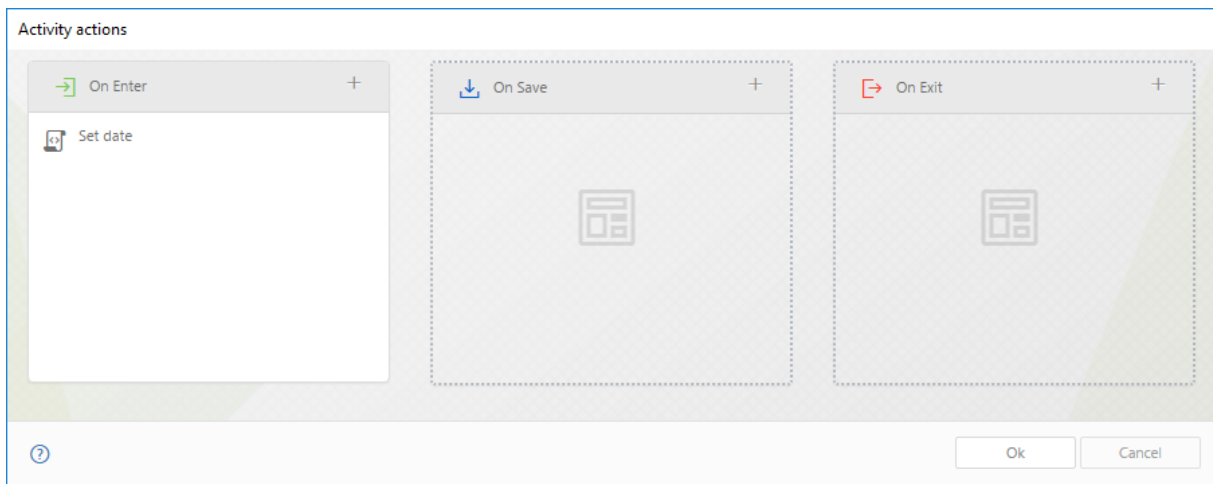 Activity actions
On Enter
On Save
On Exit
Set date
Ok
Cancel